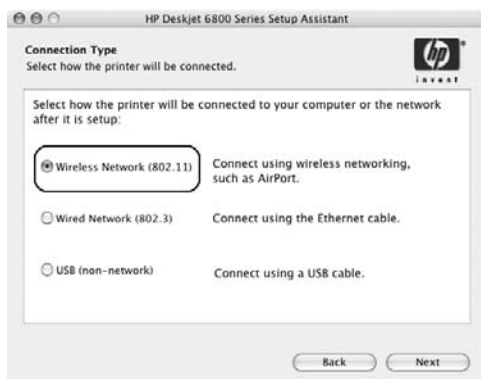 HP Deskjet 6800 Series Setup Assistant
Connection Type
Select how the printer will be connected.
hp
invent
Select how the printer will be connected to your computer or the network
after it is setup:
Wireless Network (802.11)
Connect using wireless networking,
such as AirPort.
Wired Network (802.3)
Connect using the Ethernet cable.
USB (non-network)
Connect using a USB cable.
Back
Next